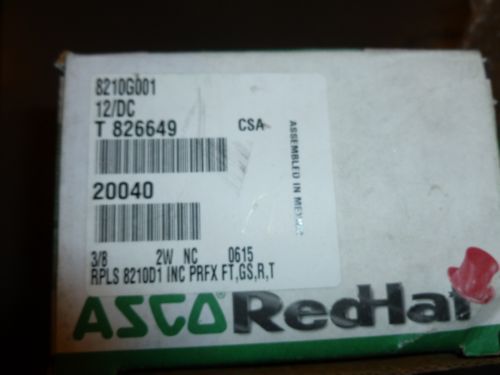 8210G001
12/DC
T 826649 CSA
ASSEMBLED IN MEXICO
20040
3/8 2W NC 0615
RPLS 8210D1 INC PRFX FT,GS,R,T
ASCO RedHat